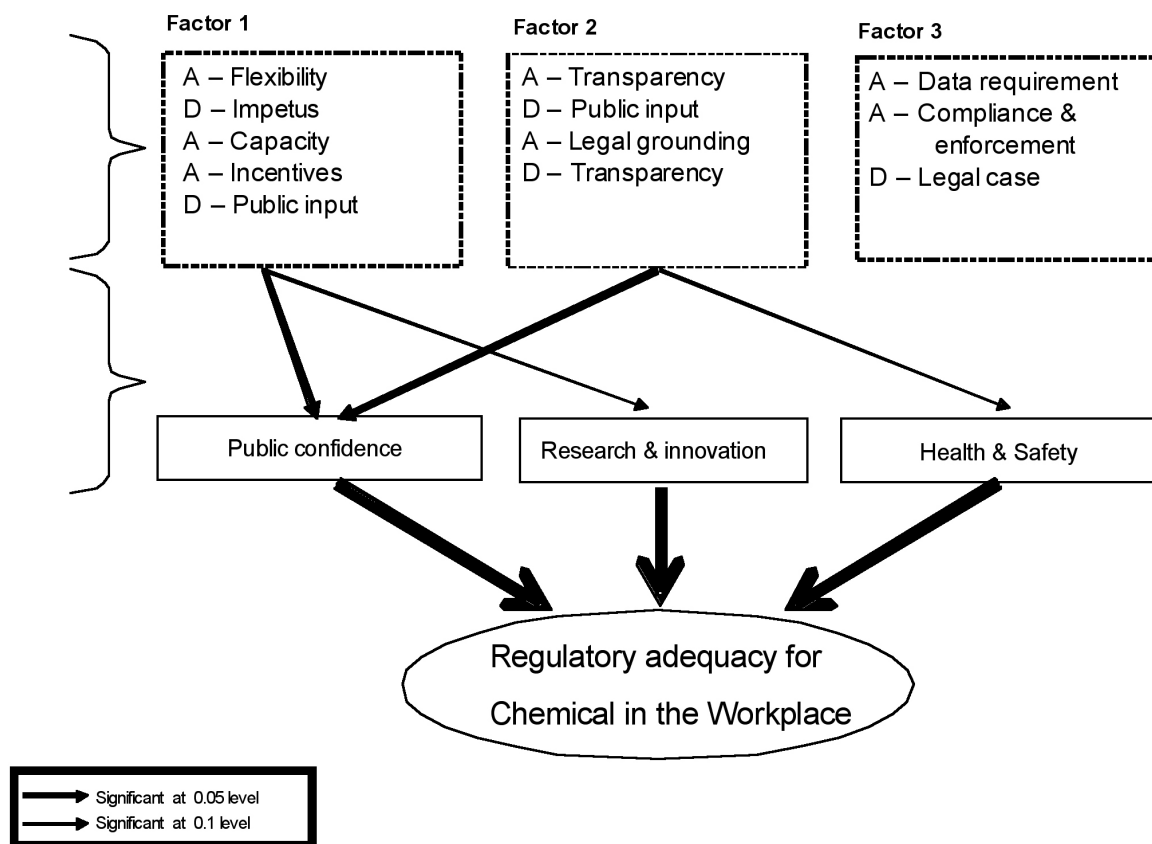 Factor 1
A – Flexibility
D – Impetus
A – Capacity
A – Incentives
D – Public input
Factor 2
A – Transparency
D – Public input
A – Legal grounding
D – Transparency
Factor 3
A – Data requirement
A – Compliance &
enforcement
D – Legal case
Public confidence
Research & innovation
Health & Safety
Regulatory adequacy for
Chemical in the Workplace
Significant at 0.05 level
Significant at 0.1 level